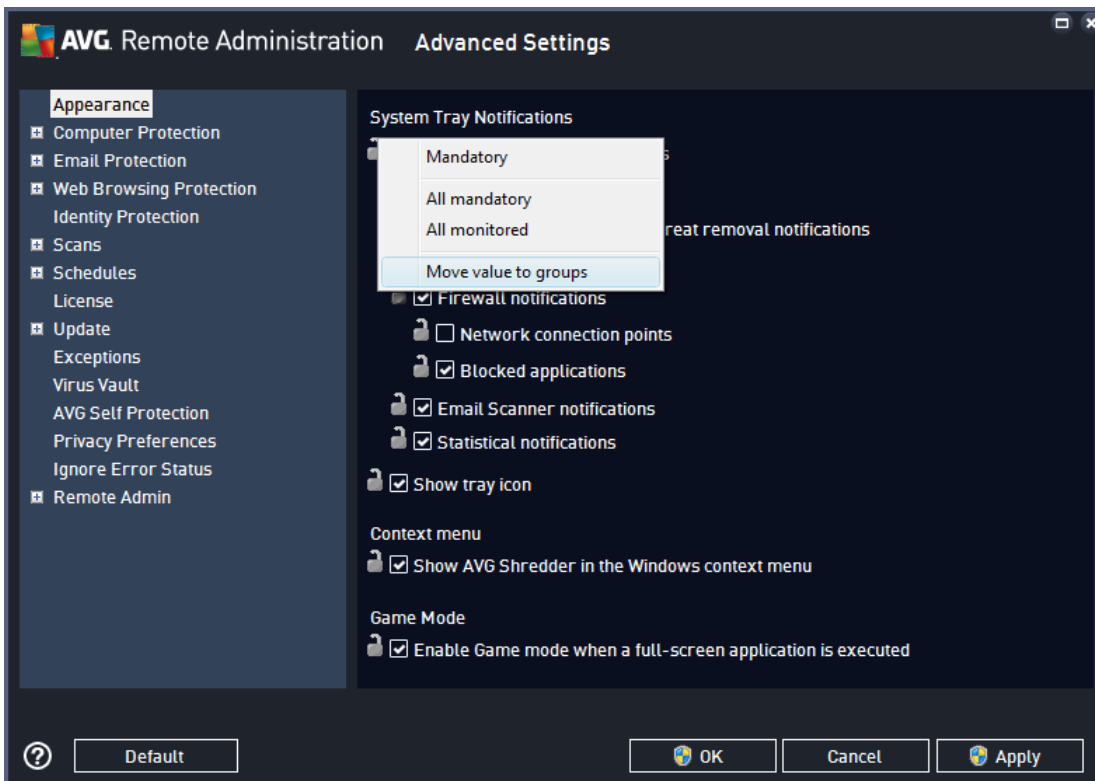 AVG. Remote Administration Advanced Settings
Appearance
Computer Protection
Email Protection
Web Browsing Protection
Identity Protection
Scans
Schedules
License
Update
Exceptions
Virus Vault
AVG Self Protection
Privacy Preferences
Ignore Error Status
Remote Admin
System Tray Notifications
Mandatory
All mandatory
All monitored
removal notifications
Move value to groups
Firewall notifications
Network connection points
Blocked applications
Email Scanner notifications
Statistical notifications
Show tray icon
Context menu
Show AVG Shredder in the Windows context menu
Game Mode
Enable Game mode when a full-screen application is executed
Default
OK
Cancel
Apply